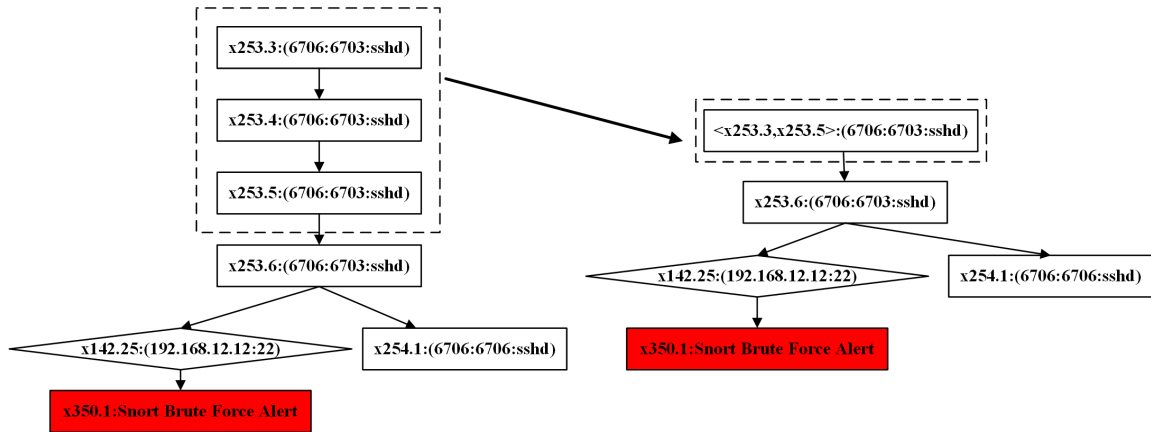 x253.3:(6706:6703:sshd)
x253.4:(6706:6703:sshd)
x253.5:(6706:6703:sshd)
x253.6:(6706:6703:sshd)
x142.25:(192.168.12.12:22)
x254.1:(6706:6706:sshd)
x350.1:Snort Brute Force Alert
<x253.3,x253.5>:(6706:6703:sshd)
x253.6:(6706:6703:sshd)
x142.25:(192.168.12.12:22)
x254.1:(6706:6706:sshd)
x350.1:Snort Brute Force Alert